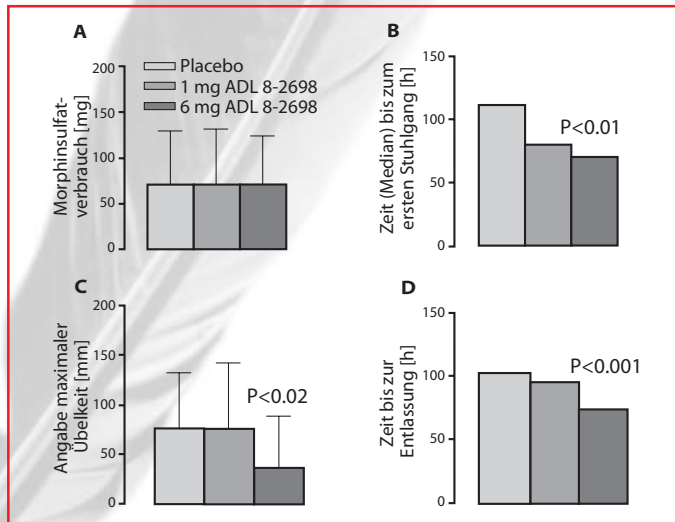 A
Morphinsulfat-
verbrauch [mg]
200
150
100
50
0
Placebo
1 mg ADL 8-2698
6 mg ADL 8-2698
B
Zeit (Median) bis zum
ersten Stuhlgang [h]
150
100
50
0
P<0.01
C
Angabe maximaler
Übelkeit [mm]
200
150
100
50
0
P<0.02
D
Zeit bis zur
Entlassung [h]
150
100
50
0
P<0.001